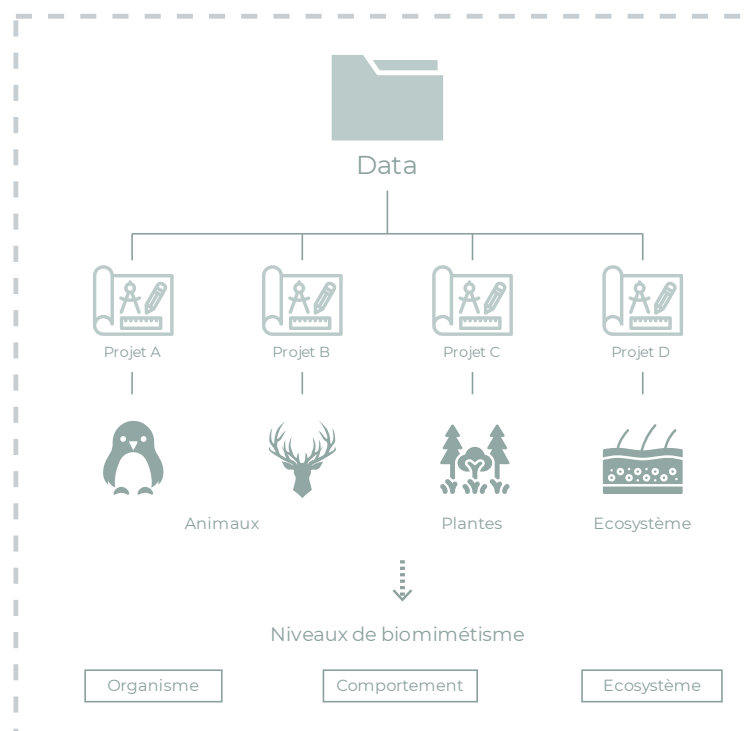 Data
Projet A
Projet B
Projet C
Projet D
Animaux
Plantes
Ecosystème
Niveaux de biomimétisme
Organisme
Comportement
Ecosystème